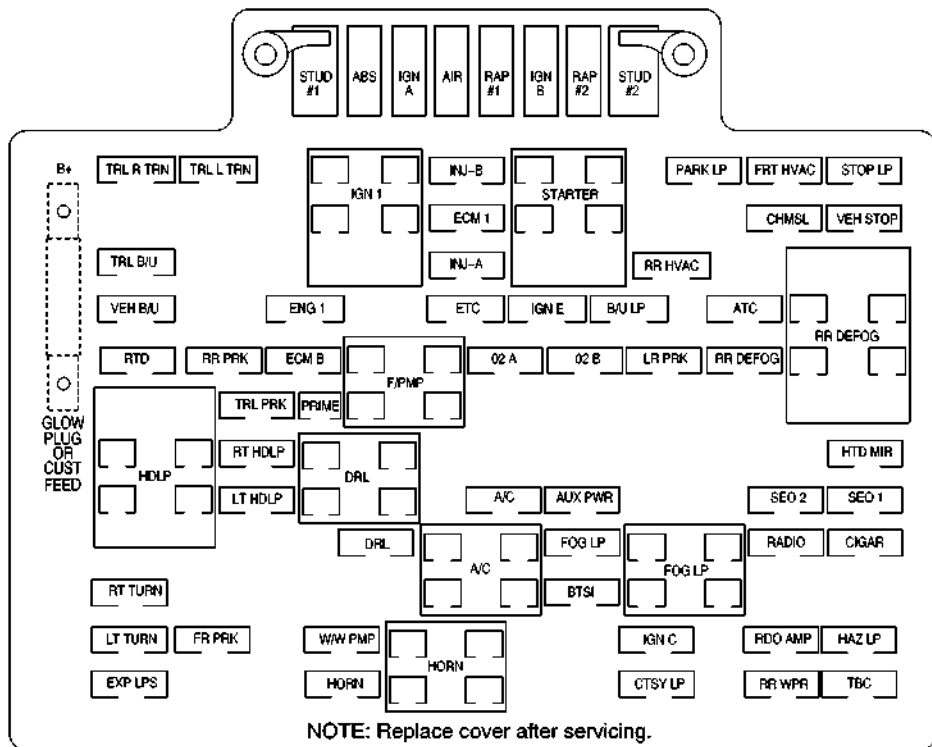 STUD #1
ABS
IGN A
AIR
RAP #1
IGN B
RAP #2
STUD #2
B+
TRL R TRN
TRL L TRN
IGN 1
INJ-B
STARTER
PARK LP
FRT HVAC
STOP LP
ECM 1
CHMSL
VEH STOP
TRL B/U
INJ-A
RR HVAC
VEH B/U
ENG 1
ETC
IGN E
B/U LP
ATC
RR DEFOG
RTD
RR PRK
ECM B
F/PMP
02 A
02 B
LR PRK
RR DEFOG
GLOW
PLUG
OR
CUST
FEED
TRL PRK
PRIME
HDLP
RT HDLP
DRL
HTD MIR
LT HDLP
A/C
AUX PWR
SEO 2
SEO 1
DRL
A/C
FOG LP
FOG LP
RADIO
CIGAR
RT TURN
BTSI
LT TURN
FR PRK
W/W PMP
HORN
IGN C
RDO AMP
HAZ LP
EXP LPS
HORN
CTSY LP
RR WPR
TBC
NOTE: Replace cover after servicing.